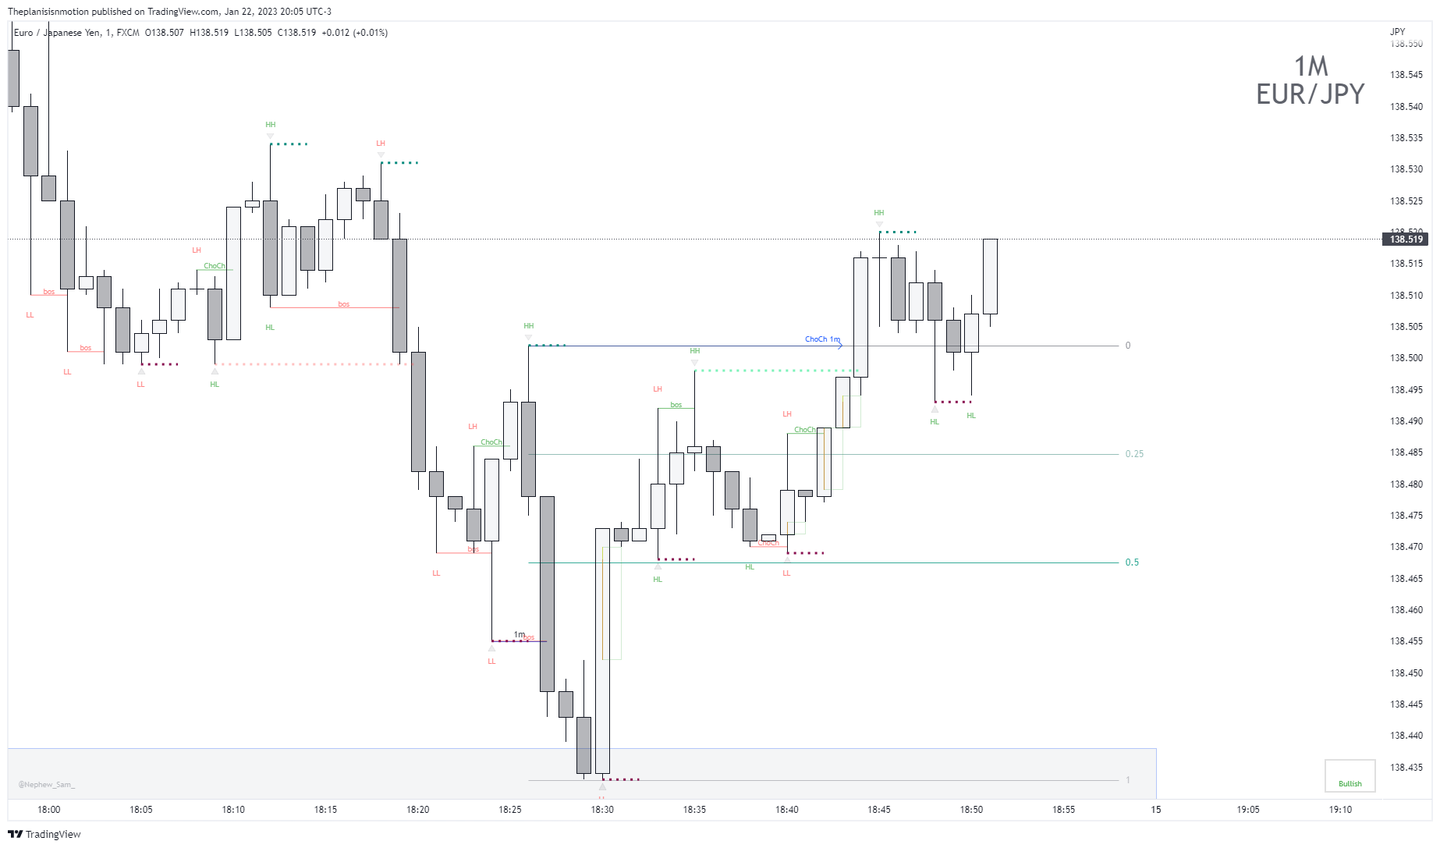 Theplanisisnmotion published on TradingView.com, Jan 22, 2023 20:05 UTC-3
Euro / Japanese Yen, 1, FXCM O138.507 H138.519 L138.505 C138.519 +0.012 (+0.01%)
JPY
1M
EUR/JPY
138.550
138.545
138.540
138.535
138.530
138.525
138.520
138.519
138.515
138.510
138.505
138.500
138.495
138.490
138.485
138.480
138.475
138.470
138.465
138.460
138.455
138.450
138.445
138.440
138.435
HH
LH
LH
ChoCh
bos
LL
bos
LL
LL
HL
HL
bos
HH
LH
ChoCh
bos
LL
1m
bos
LL
HH
LH
bos
HL
HL
ChoCh
LL
LH
ChoCh
ChoCh 1m
HH
HL
HL
0
0.25
0.5
1
@Nephew_Sam_
Bullish
18:00
18:05
18:10
18:15
18:20
18:25
18:30
18:35
18:40
18:45
18:50
18:55
15
19:05
19:10
TradingView